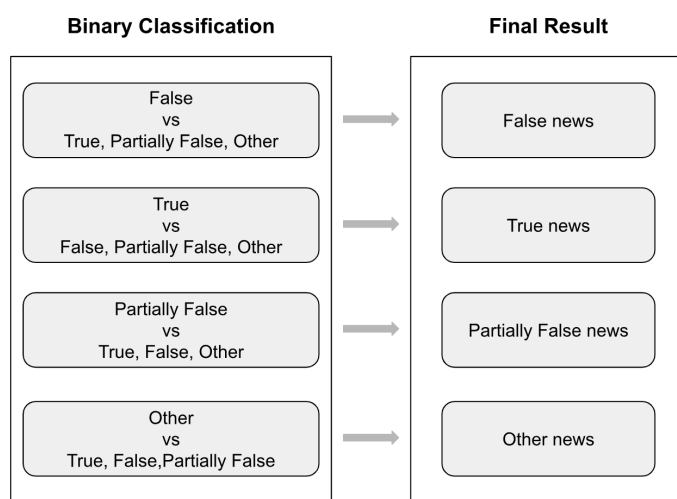 Binary Classification
Final Result
False
vs
True, Partially False, Other
False news
True
vs
False, Partially False, Other
True news
Partially False
vs
True, False, Other
Partially False news
Other
vs
True, False,Partially False
Other news